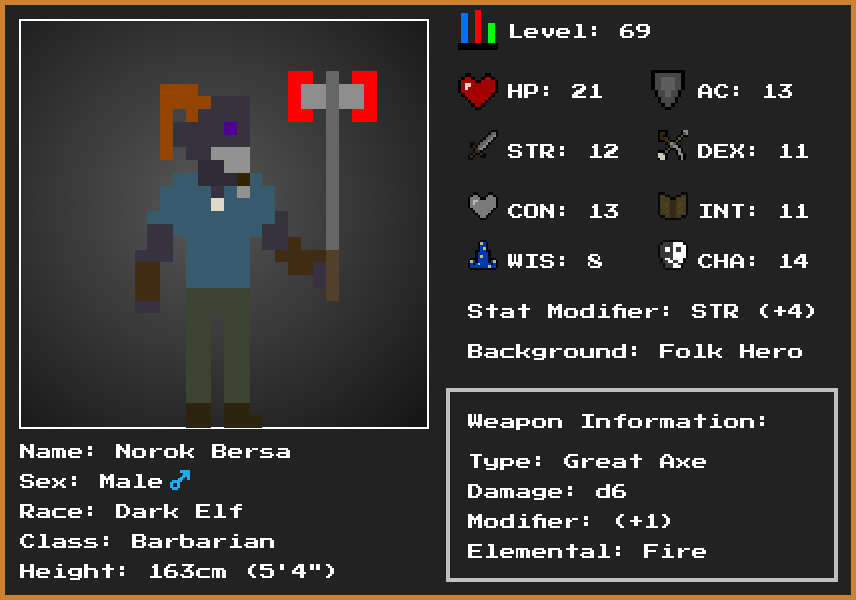 Level: 69
HP: 21 AC: 13
STR: 12 DEX: 11
CON: 13 INT: 11
WIS: 8 CHA: 14
Stat Modifier: STR (+4)
Background: Folk Hero
Weapon Information:
Type: Great Axe
Damage: d6
Modifier: (+1)
Elemental: Fire
Name: Norok Bersa
Sex: Male ♂
Race: Dark Elf
Class: Barbarian
Height: 163cm (5'4")